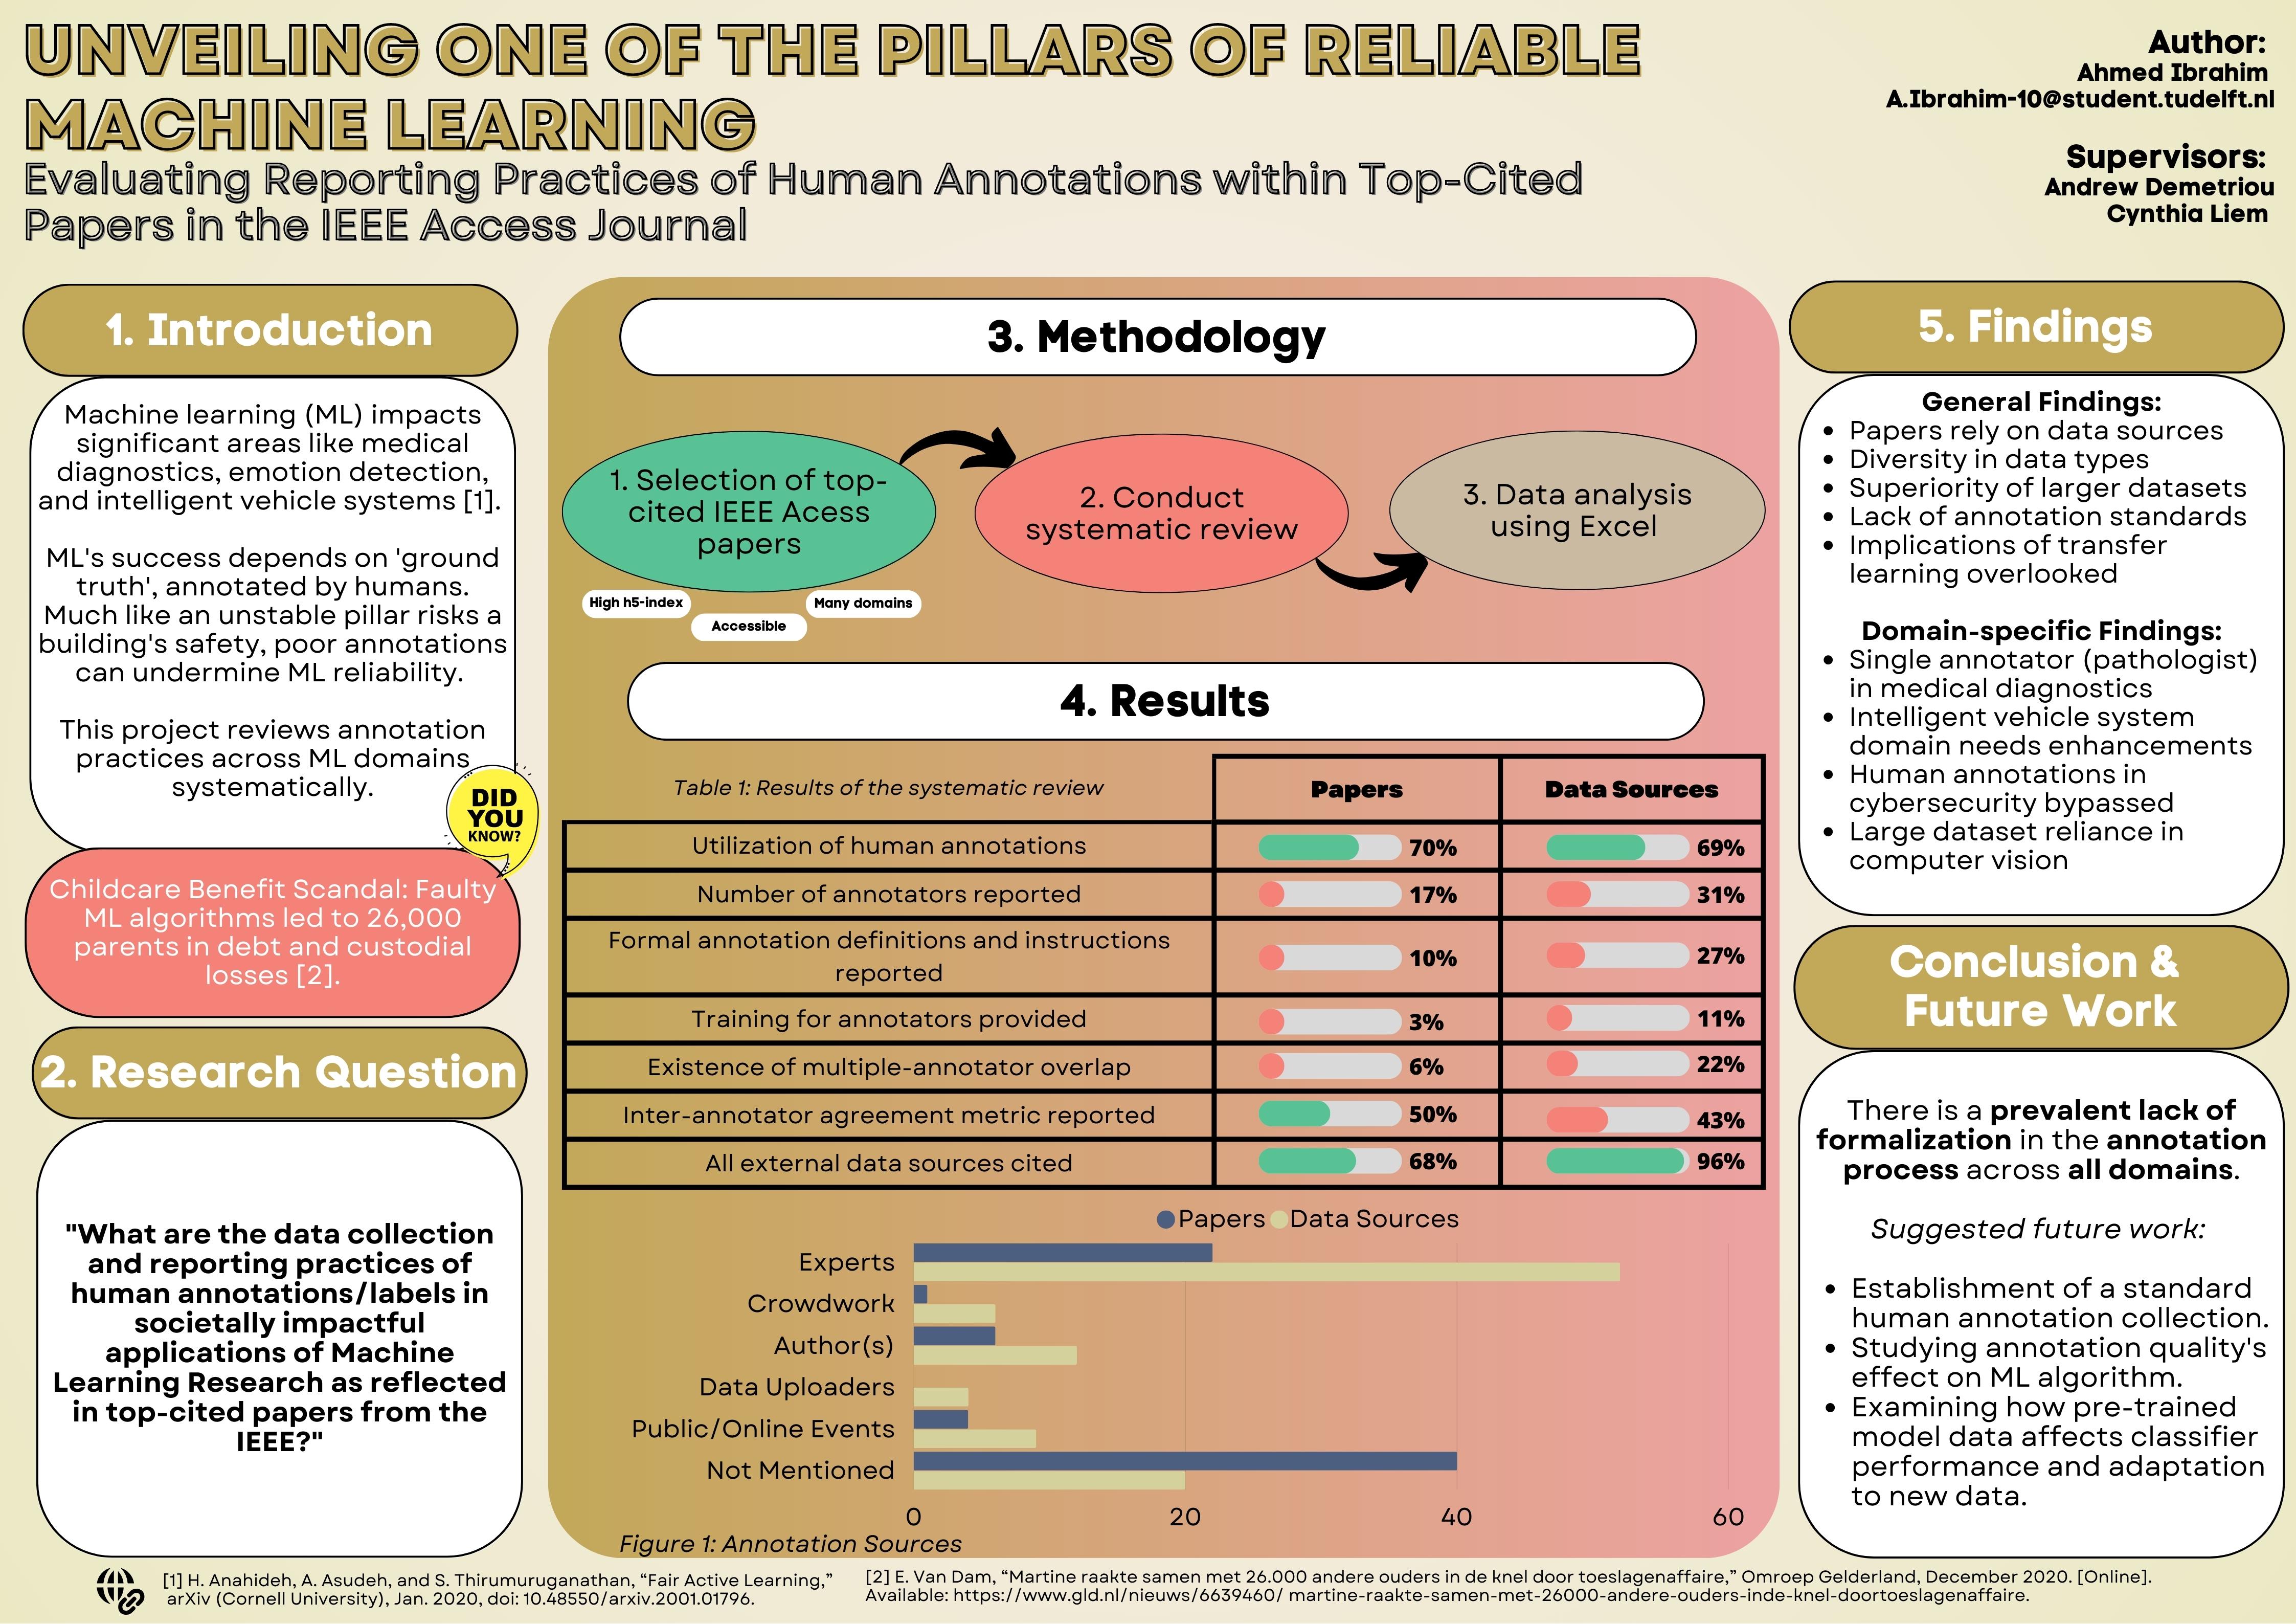 UNVEILING ONE OF THE PILLARS OF RELIABLE
MACHINE LEARNING
Evaluating Reporting Practices of Human Annotations within Top-Cited
Papers in the IEEE Access Journal
Author:
Ahmed Ibrahim
A.Ibrahim-10@student.tudelft.nl
Supervisors:
Andrew Demetriou
Cynthia Liem
1. Introduction
Machine learning (ML) impacts
significant areas like medical
diagnostics, emotion detection,
and intelligent vehicle systems [1].
ML's success depends on 'ground
truth', annotated by humans.
Much like an unstable pillar risks a
building's safety, poor annotations
can undermine ML reliability.
This project reviews annotation
practices across ML domains
systematically.
DID
YOU
KNOW?
Childcare Benefit Scandal: Faulty
ML algorithms led to 26,000
parents in debt and custodial
losses [2].
2. Research Question
"What are the data collection
and reporting practices of
human annotations/labels in
societally impactful
applications of Machine
Learning Research as reflected
in top-cited papers from the
IEEE?"
3. Methodology
1. Selection of top-
cited IEEE Acess
papers
High h5-index
Accessible
Many domains
2. Conduct
systematic review
3. Data analysis
using Excel
4. Results
Table 1: Results of the systematic review
Papers
Data Sources
Utilization of human annotations 70% 69%
Number of annotators reported 17% 31%
Formal annotation definitions and instructions
reported 10% 27%
Training for annotators provided 3% 11%
Existence of multiple-annotator overlap 6% 22%
Inter-annotator agreement metric reported 50% 43%
All external data sources cited 68% 96%
Papers Data Sources
Experts
Crowdwork
Author(s)
Data Uploaders
Public/Online Events
Not Mentioned
0 20 40 60
Figure 1: Annotation Sources
5. Findings
General Findings:
• Papers rely on data sources
• Diversity in data types
• Superiority of larger datasets
• Lack of annotation standards
• Implications of transfer
learning overlooked
Domain-specific Findings:
• Single annotator (pathologist)
in medical diagnostics
• Intelligent vehicle system
domain needs enhancements
• Human annotations in
cybersecurity bypassed
• Large dataset reliance in
computer vision
Conclusion &
Future Work
There is a prevalent lack of
formalization in the annotation
process across all domains.
Suggested future work:
• Establishment of a standard
human annotation collection.
• Studying annotation quality's
effect on ML algorithm.
• Examining how pre-trained
model data affects classifier
performance and adaptation
to new data.
[1] H. Anahideh, A. Asudeh, and S. Thirumuruganathan, “Fair Active Learning,”
arXiv (Cornell University), Jan. 2020, doi: 10.48550/arxiv.2001.01796.
[2] E. Van Dam, “Martine raakte samen met 26.000 andere ouders in de knel door toeslagenaffaire,” Omroep Gelderland, December 2020. [Online].
Available: https://www.gld.nl/nieuws/6639460/ martine-raakte-samen-met-26000-andere-ouders-inde-knel-doortoeslagenaffaire.